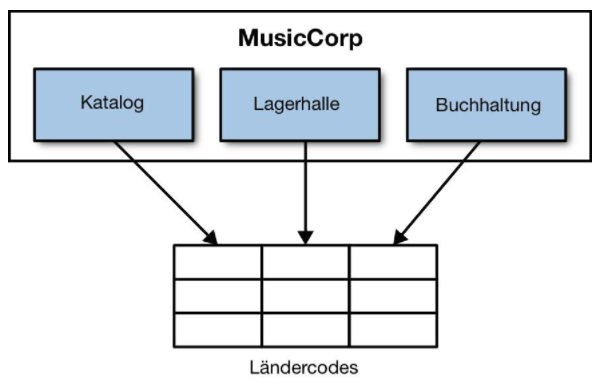 MusicCorp
Katalog
Lagerhalle
Buchhaltung
Ländercodes